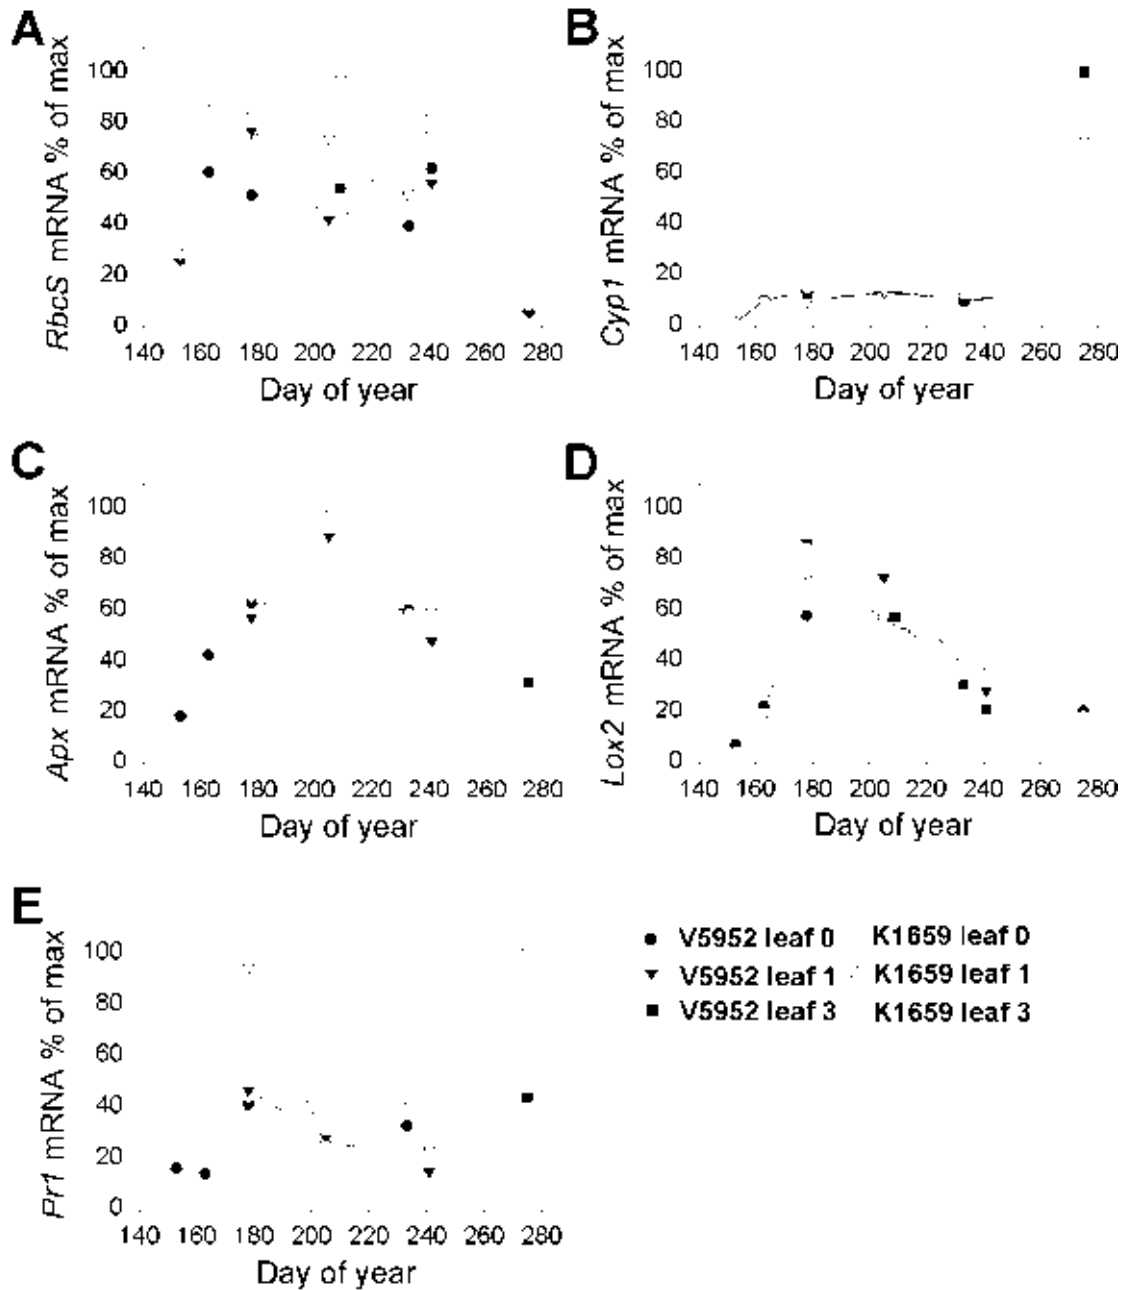 A
RbcS mRNA % of max
100
80
60
40
20
0
140 160 180 200 220 240 260 280
Day of year
B
Cyp1 mRNA % of max
100
80
60
40
20
0
140 160 180 200 220 240 260 280
Day of year
C
Apx mRNA % of max
100
80
60
40
20
0
140 160 180 200 220 240 260 280
Day of year
D
Lox2 mRNA % of max
100
80
60
40
20
0
140 160 180 200 220 240 260 280
Day of year
E
Pr1 mRNA % of max
100
80
60
40
20
0
140 160 180 200 220 240 260 280
Day of year
V5952 leaf 0 K1659 leaf 0
V5952 leaf 1 K1659 leaf 1
V5952 leaf 3 K1659 leaf 3